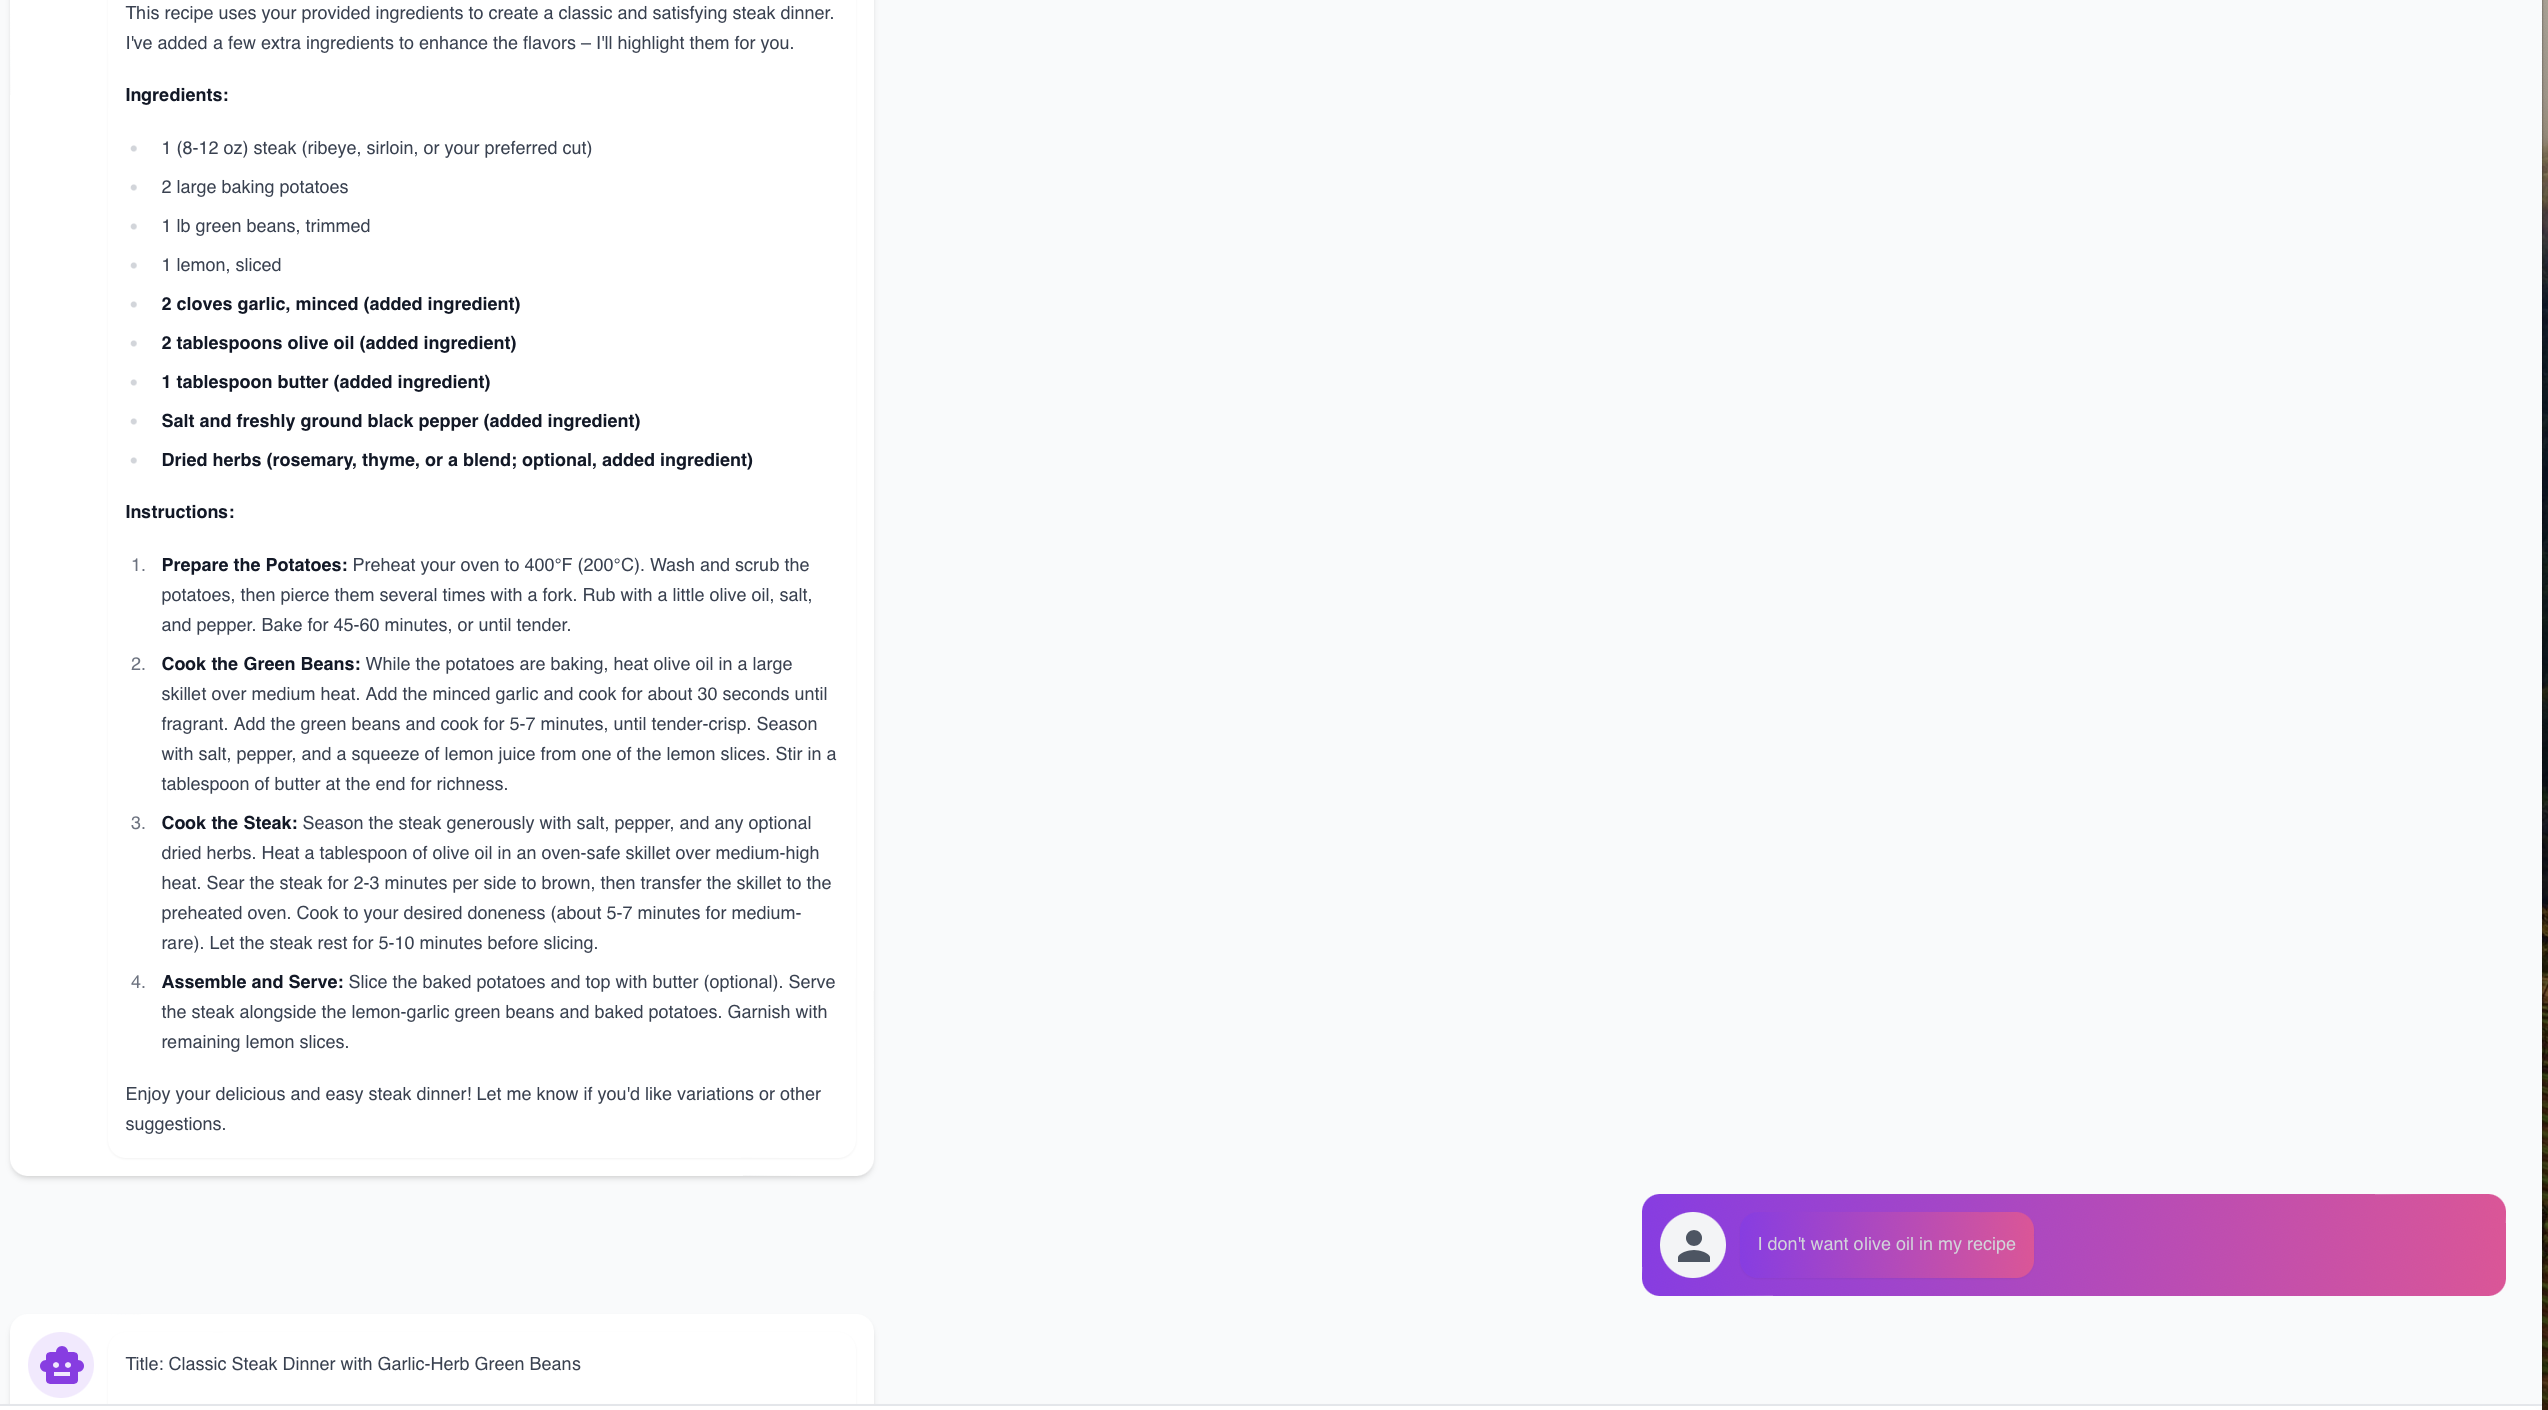 This recipe uses your provided ingredients to create a classic and satisfying steak dinner.
I've added a few extra ingredients to enhance the flavors – I'll highlight them for you.
Ingredients:
1 (8-12 oz) steak (ribeye, sirloin, or your preferred cut)
2 large baking potatoes
1 lb green beans, trimmed
1 lemon, sliced
2 cloves garlic, minced (added ingredient)
2 tablespoons olive oil (added ingredient)
1 tablespoon butter (added ingredient)
Salt and freshly ground black pepper (added ingredient)
Dried herbs (rosemary, thyme, or a blend; optional, added ingredient)
Instructions:
1. Prepare the Potatoes: Preheat your oven to 400°F (200°C). Wash and scrub the
potatoes, then pierce them several times with a fork. Rub with a little olive oil, salt,
and pepper. Bake for 45-60 minutes, or until tender.
2. Cook the Green Beans: While the potatoes are baking, heat olive oil in a large
skillet over medium heat. Add the minced garlic and cook for about 30 seconds until
fragrant. Add the green beans and cook for 5-7 minutes, until tender-crisp. Season
with salt, pepper, and a squeeze of lemon juice from one of the lemon slices. Stir in a
tablespoon of butter at the end for richness.
3. Cook the Steak: Season the steak generously with salt, pepper, and any optional
dried herbs. Heat a tablespoon of olive oil in an oven-safe skillet over medium-high
heat. Sear the steak for 2-3 minutes per side to brown, then transfer the skillet to the
preheated oven. Cook to your desired doneness (about 5-7 minutes for medium-
rare). Let the steak rest for 5-10 minutes before slicing.
4. Assemble and Serve: Slice the baked potatoes and top with butter (optional). Serve
the steak alongside the lemon-garlic green beans and baked potatoes. Garnish with
remaining lemon slices.
Enjoy your delicious and easy steak dinner! Let me know if you'd like variations or other
suggestions.
I don't want olive oil in my recipe
Title: Classic Steak Dinner with Garlic-Herb Green Beans